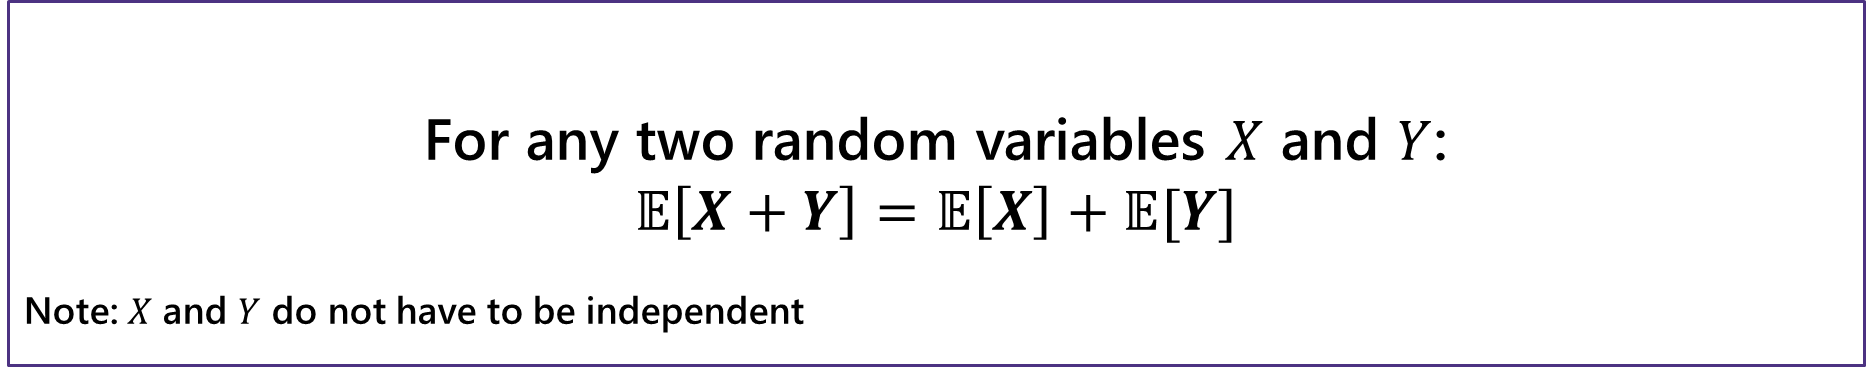 For any two random variables 𝑋 and 𝑌:
𝔼[𝑿 + 𝒀] = 𝔼[𝑿] + 𝔼[𝒀]
Note: 𝑋 and 𝑌 do not have to be independent